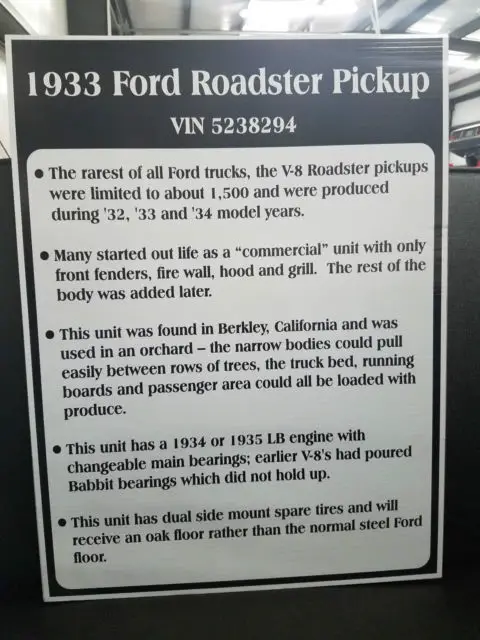 1933 Ford Roadster Pickup
VIN 5238294
• The rarest of all Ford trucks, the V-8 Roadster pickups
were limited to about 1,500 and were produced
during '32, '33 and '34 model years.
• Many started out life as a “commercial” unit with only
front fenders, fire wall, hood and grill. The rest of the
body was added later.
• This unit was found in Berkley, California and was
used in an orchard – the narrow bodies could pull
easily between rows of trees, the truck bed, running
boards and passenger area could all be loaded with
produce.
• This unit has a 1934 or 1935 LB engine with
changeable main bearings; earlier V-8's had poured
Babbit bearings which did not hold up.
• This unit has dual side mount spare tires and will
receive an oak floor rather than the normal steel Ford
floor.